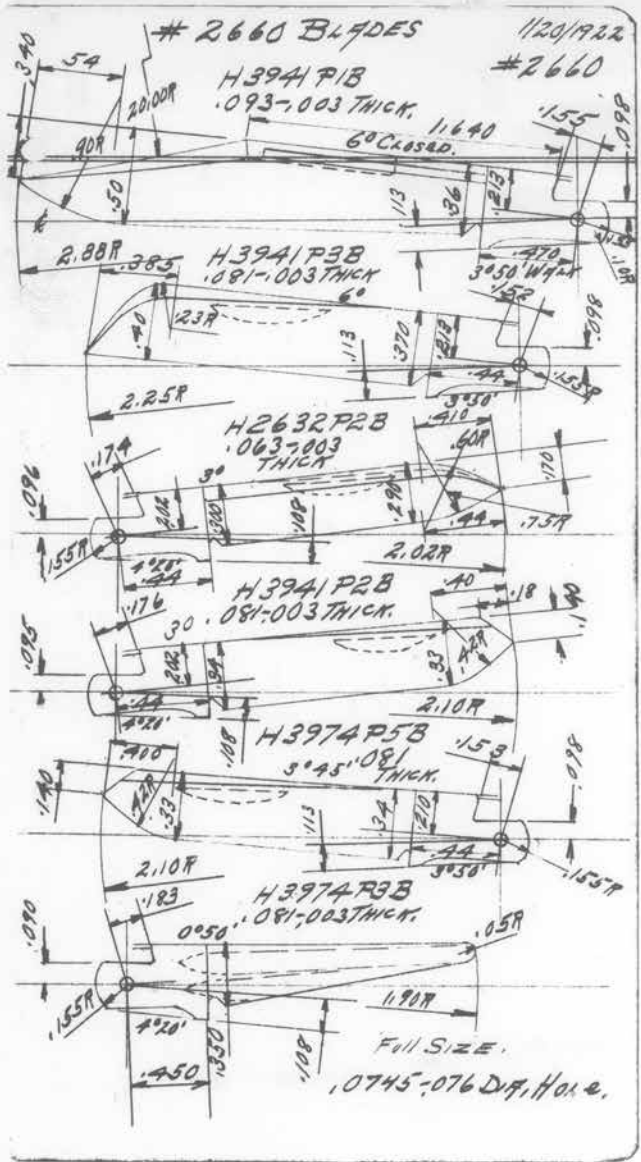 # 2660 BLADES
1/20/1922
#2660
.340
.54
H3941 P1B
.093-.003 THICK.
20.00R
.90R
.50
1.640
6° CLOSED.
.155
.098
.113
.36
.213
.470
3°50' WALK
.155R
.10R
2.88R
.385
H3941 P3B
.081-.003 THICK
6°
.40
.23R
.370
.213
.113
.152
.098
.44
3°50'
.155R
2.25R
H2632 P2B
.063-.003
THICK
.410
.60R
.170
.174
3°
.096
.202
.300
.108
.290
.44
.75R
.155R
4°20'
.44
2.02R
H3941 P2B
.081-.003 THICK.
.40
.18
.140
.176
30
.095
.202
.34
.33
.42R
.44
4°20'
.108
2.10R
H3974 P5B
.081
THICK.
3°45'
.400
.140
.42R
.33
.113
.34
.210
.153
.098
.44
3°50'
.155R
2.10R
H3974 P3B
.081-.003 THICK.
.183
.090
0°50'
.05R
.155R
4°20'
1.90R
.450
.350
.108
FULL SIZE.
.0745-.076 DIA. HOLE.